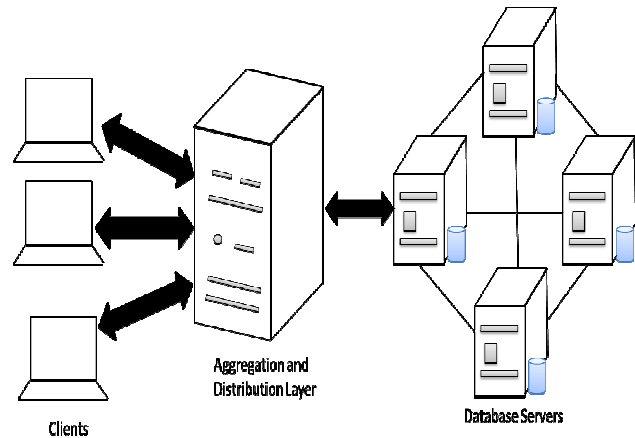 Aggregation and
Distribution Layer
Clients
Database Servers